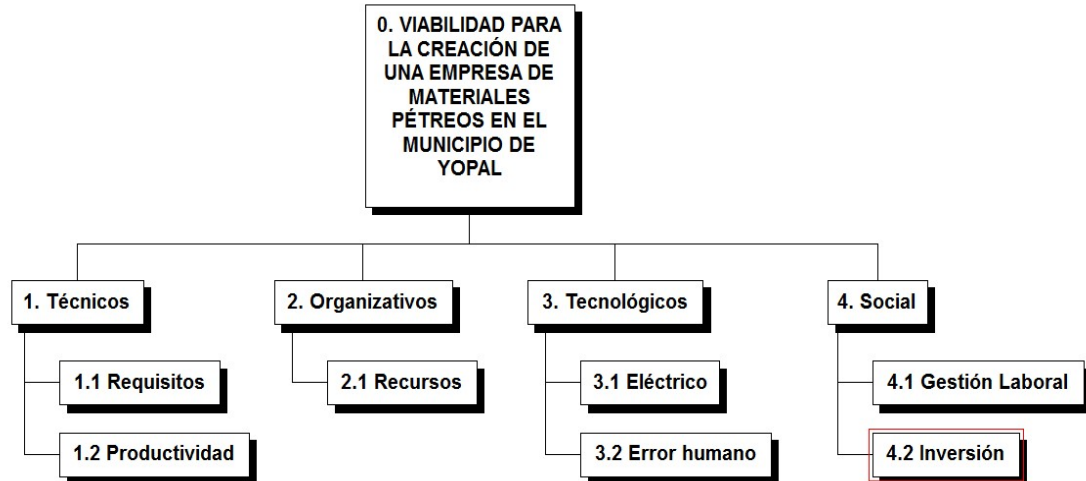 0. VIABILIDAD PARA
LA CREACIÓN DE
UNA EMPRESA DE
MATERIALES
PÉTREOS EN EL
MUNICIPIO DE
YOPAL
1. Técnicos
2. Organizativos
3. Tecnológicos
4. Social
1.1 Requisitos
2.1 Recursos
3.1 Eléctrico
4.1 Gestión Laboral
1.2 Productividad
3.2 Error humano
4.2 Inversión